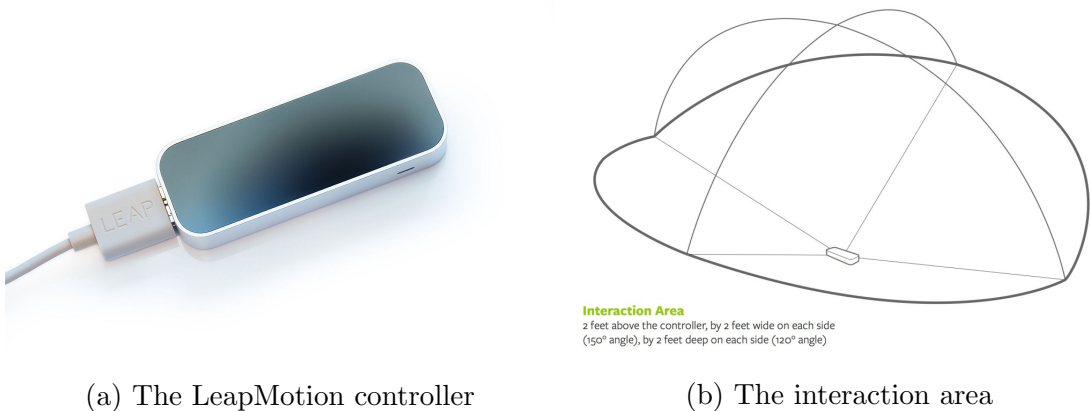 LEAP
Interaction Area
2 feet above the controller, by 2 feet wide on each side
(150° angle), by 2 feet deep on each side (120° angle)
(a) The LeapMotion controller
(b) The interaction area